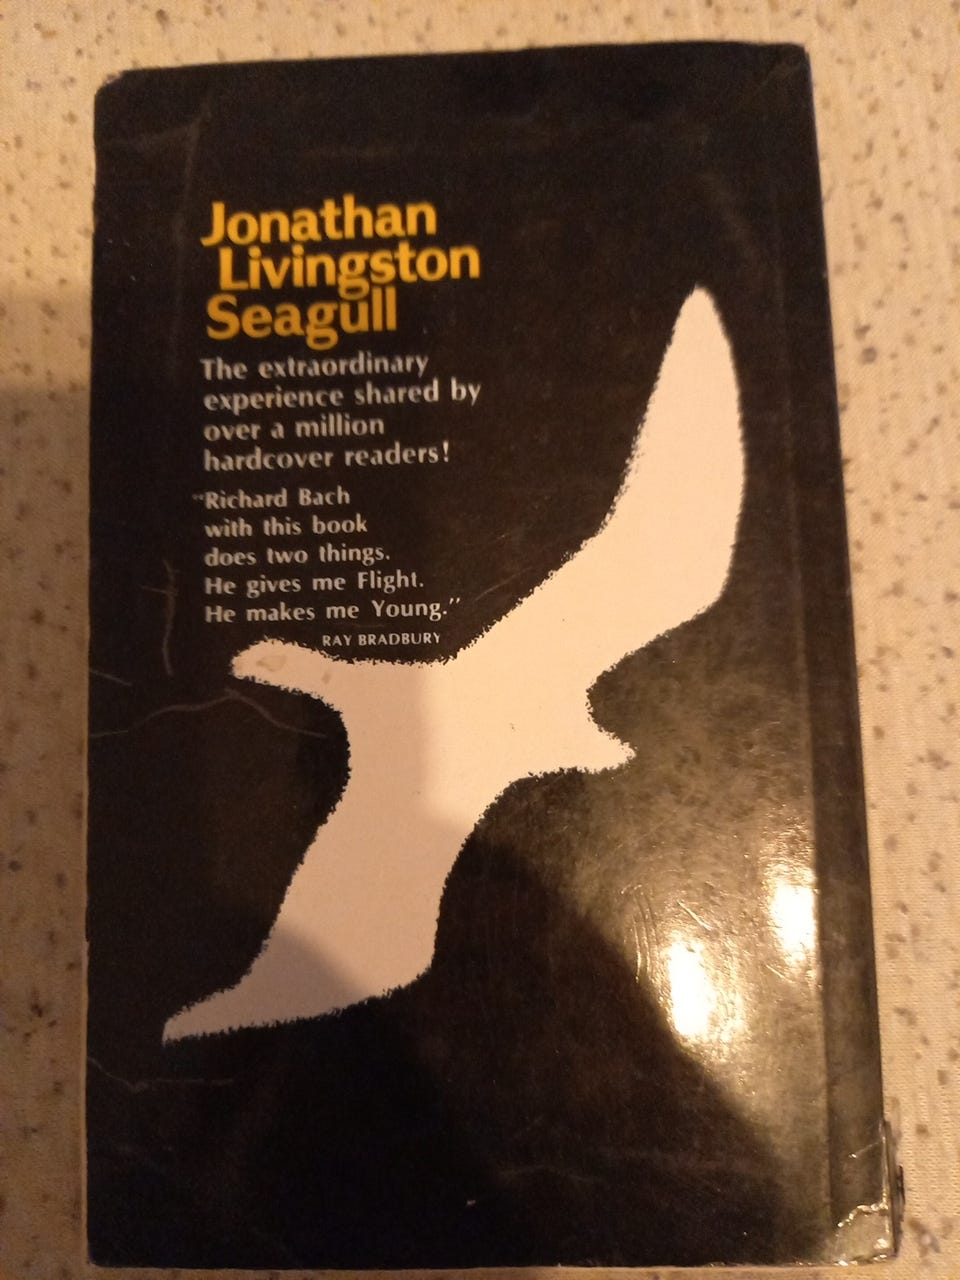 Jonathan
Livingston
Seagull
The extraordinary
experience shared by
over a million
hardcover readers!
"Richard Bach
with this book
does two things.
He gives me Flight.
He makes me Young."
RAY BRADBURY